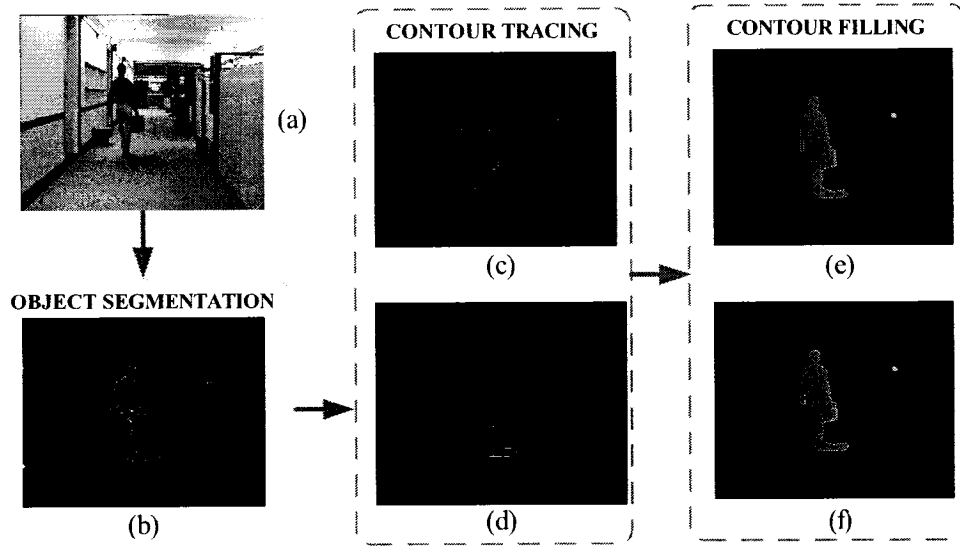 (a)
OBJECT SEGMENTATION
(b)
CONTOUR TRACING
(c)
(d)
CONTOUR FILLING
(e)
(f)